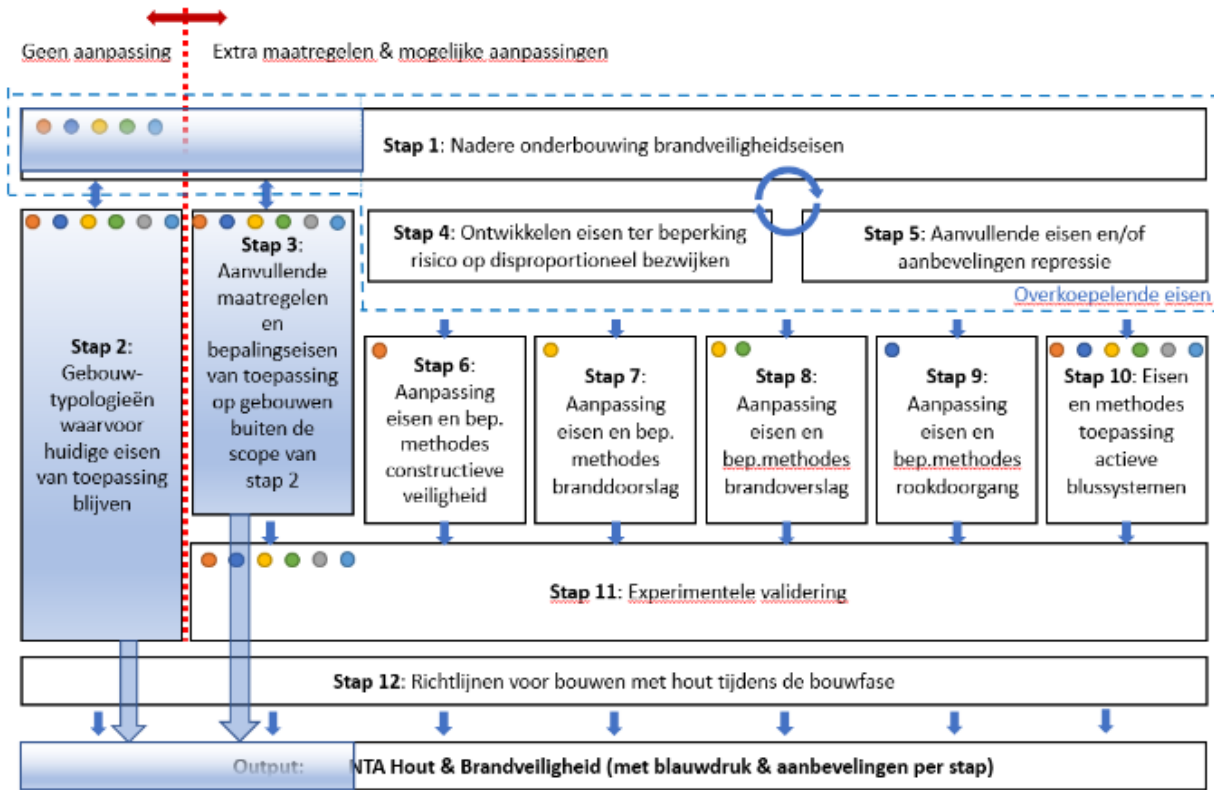 Geen aanpassing
Extra maatregelen & mogelijke aanpassingen
Stap 1: Nadere onderbouwing brandveiligheidseisen
Stap 4: Ontwikkelen eisen ter beperking
risico op disproportioneel bezwijken
Stap 5: Aanvullende eisen en/of
aanbevelingen repressie
Overkoepelende eisen
Stap 2:
Gebouw-
typologieën
waarvoor
huidige eisen
van toepassing
blijven
Stap 3:
Aanvullende
maatregelen
en
bepalingseisen
van toepassing
op gebouwen
buiten de
scope van
stap 2
Stap 6:
Aanpassing
eisen en bep.
methodes
constructieve
veiligheid
Stap 7:
Aanpassing
eisen en bep.
methodes
branddoorslag
Stap 8:
Aanpassing
eisen en
bep.methodes
brandoverslag
Stap 9:
Aanpassing
eisen en
bep.methodes
rookdoorgang
Stap 10: Eisen
en methodes
toepassing
actieve
blussystemen
Stap 11: Experimentele validering
Stap 12: Richtlijnen voor bouwen met hout tijdens de bouwfase
Output: NTA Hout & Brandveiligheid (met blauwdruk & aanbevelingen per stap)